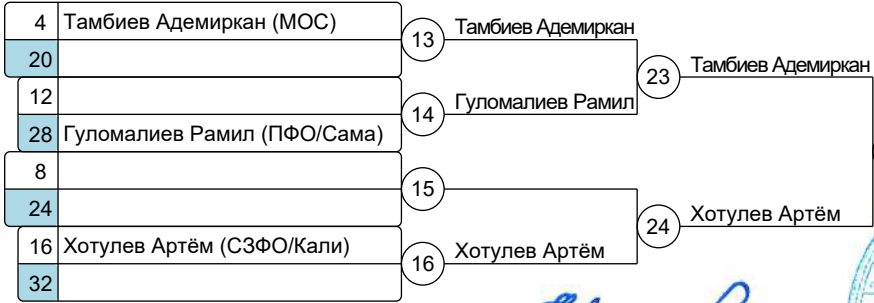 4 Тамбиев Адемиркан (МОС)
20
13 Тамбиев Адемиркан
12
28 Гуломалиев Рамил (ПФО/Сама)
14 Гуломалиев Рамил
23 Тамбиев Адемиркан
8
24
15
16 Хотулев Артём (СЗФО/Кали)
32
16 Хотулев Артём
24 Хотулев Артём